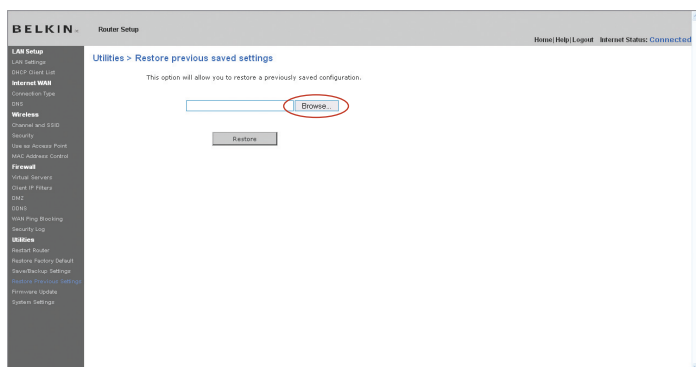 BELKIN®
Router Setup
Home|Help|Logout Internet Status: Connected
LAN Setup
LAN Settings
DHCP Client List
Internet WAN
Connection Type
DNS
Wireless
Channel and SSID
Security
Use as Access Point
MAC Address Control
Firewall
Virtual Servers
Client IP Filters
DMZ
DDNS
WAN Ping Blocking
Security Log
Utilities
Restart Router
Restore Factory Default
Save/Backup Settings
Restore Previous Settings
Firmware Update
System Settings
Utilities > Restore previous saved settings
This option will allow you to restore a previously saved configuration.
Browse...
Restore